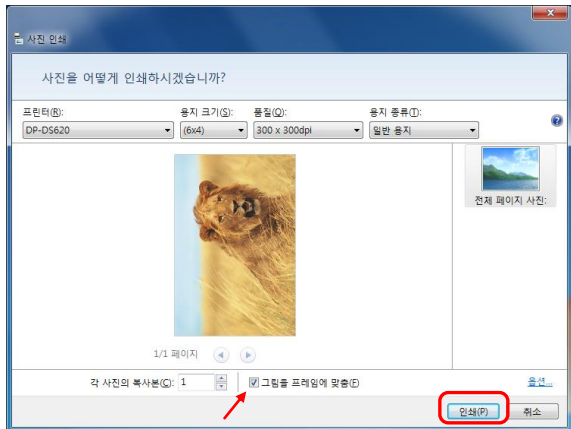 사진 인쇄
사진을 어떻게 인쇄하시겠습니까?
프린터(R): 용지 크기(S): 품질(Q): 용지 종류(T):
DP-DS620 (6x4) 300 x 300dpi 일반 용지
전체 페이지 사진:
1/1 페이지
각 사진의 복사본(C): 1 그림을 프레임에 맞춤(F) 옵션...
인쇄(P) 취소